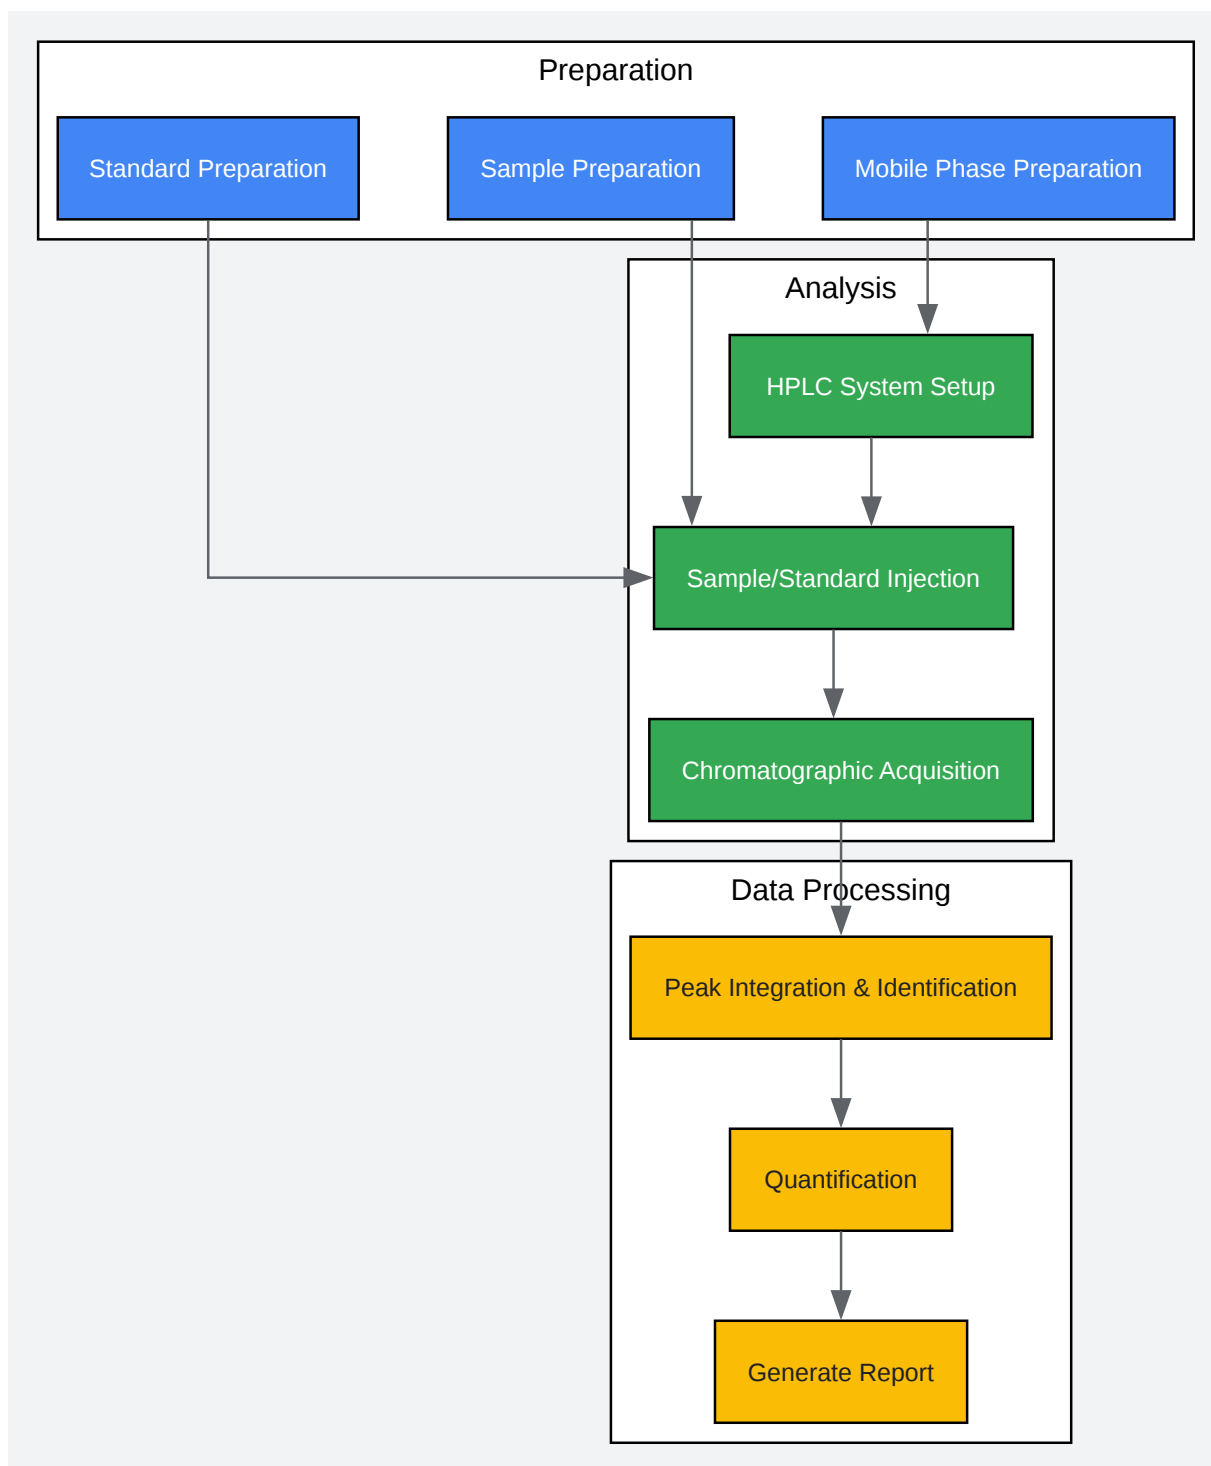 Preparation
Standard Preparation
Sample Preparation
Mobile Phase Preparation
Analysis
HPLC System Setup
Sample/Standard Injection
Chromatographic Acquisition
Data Processing
Peak Integration & Identification
Quantification
Generate Report